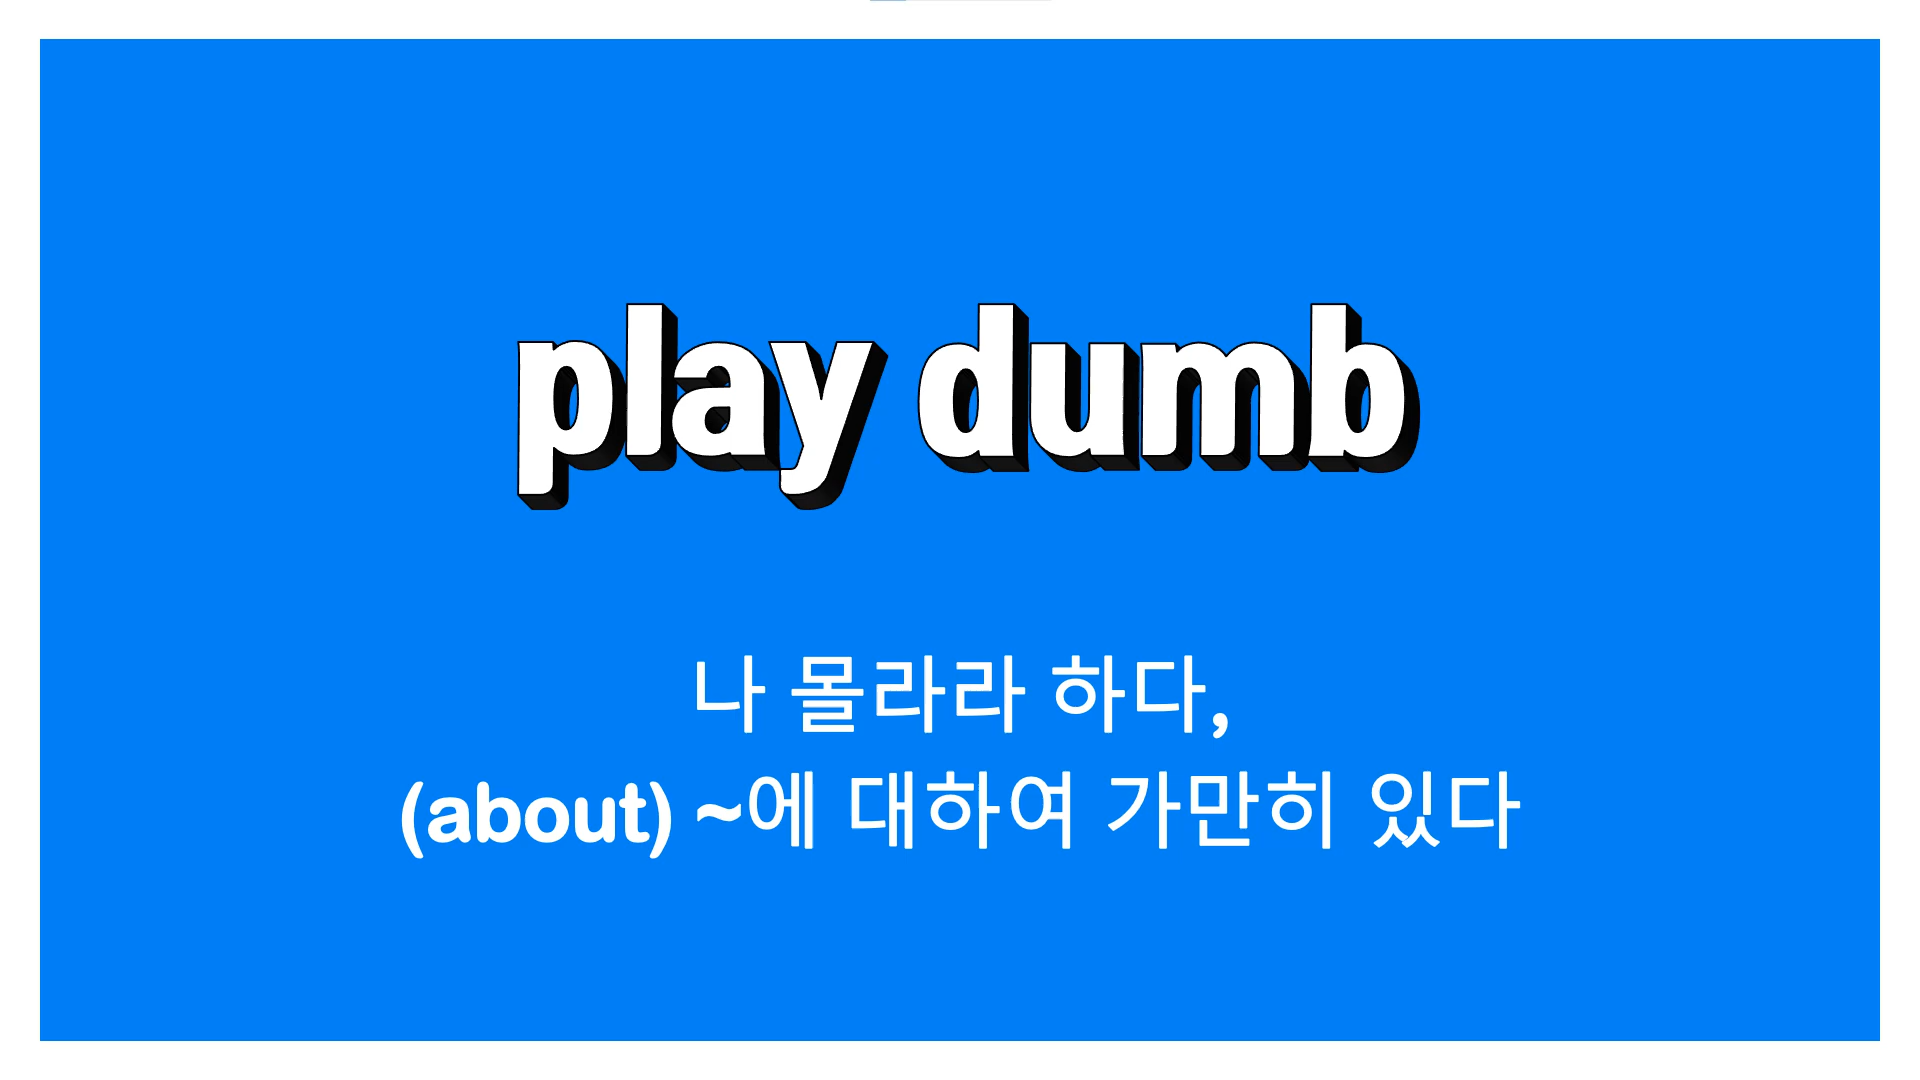 play dumb
나 몰라라 하다,
(about) ~에 대하여 가만히 있다